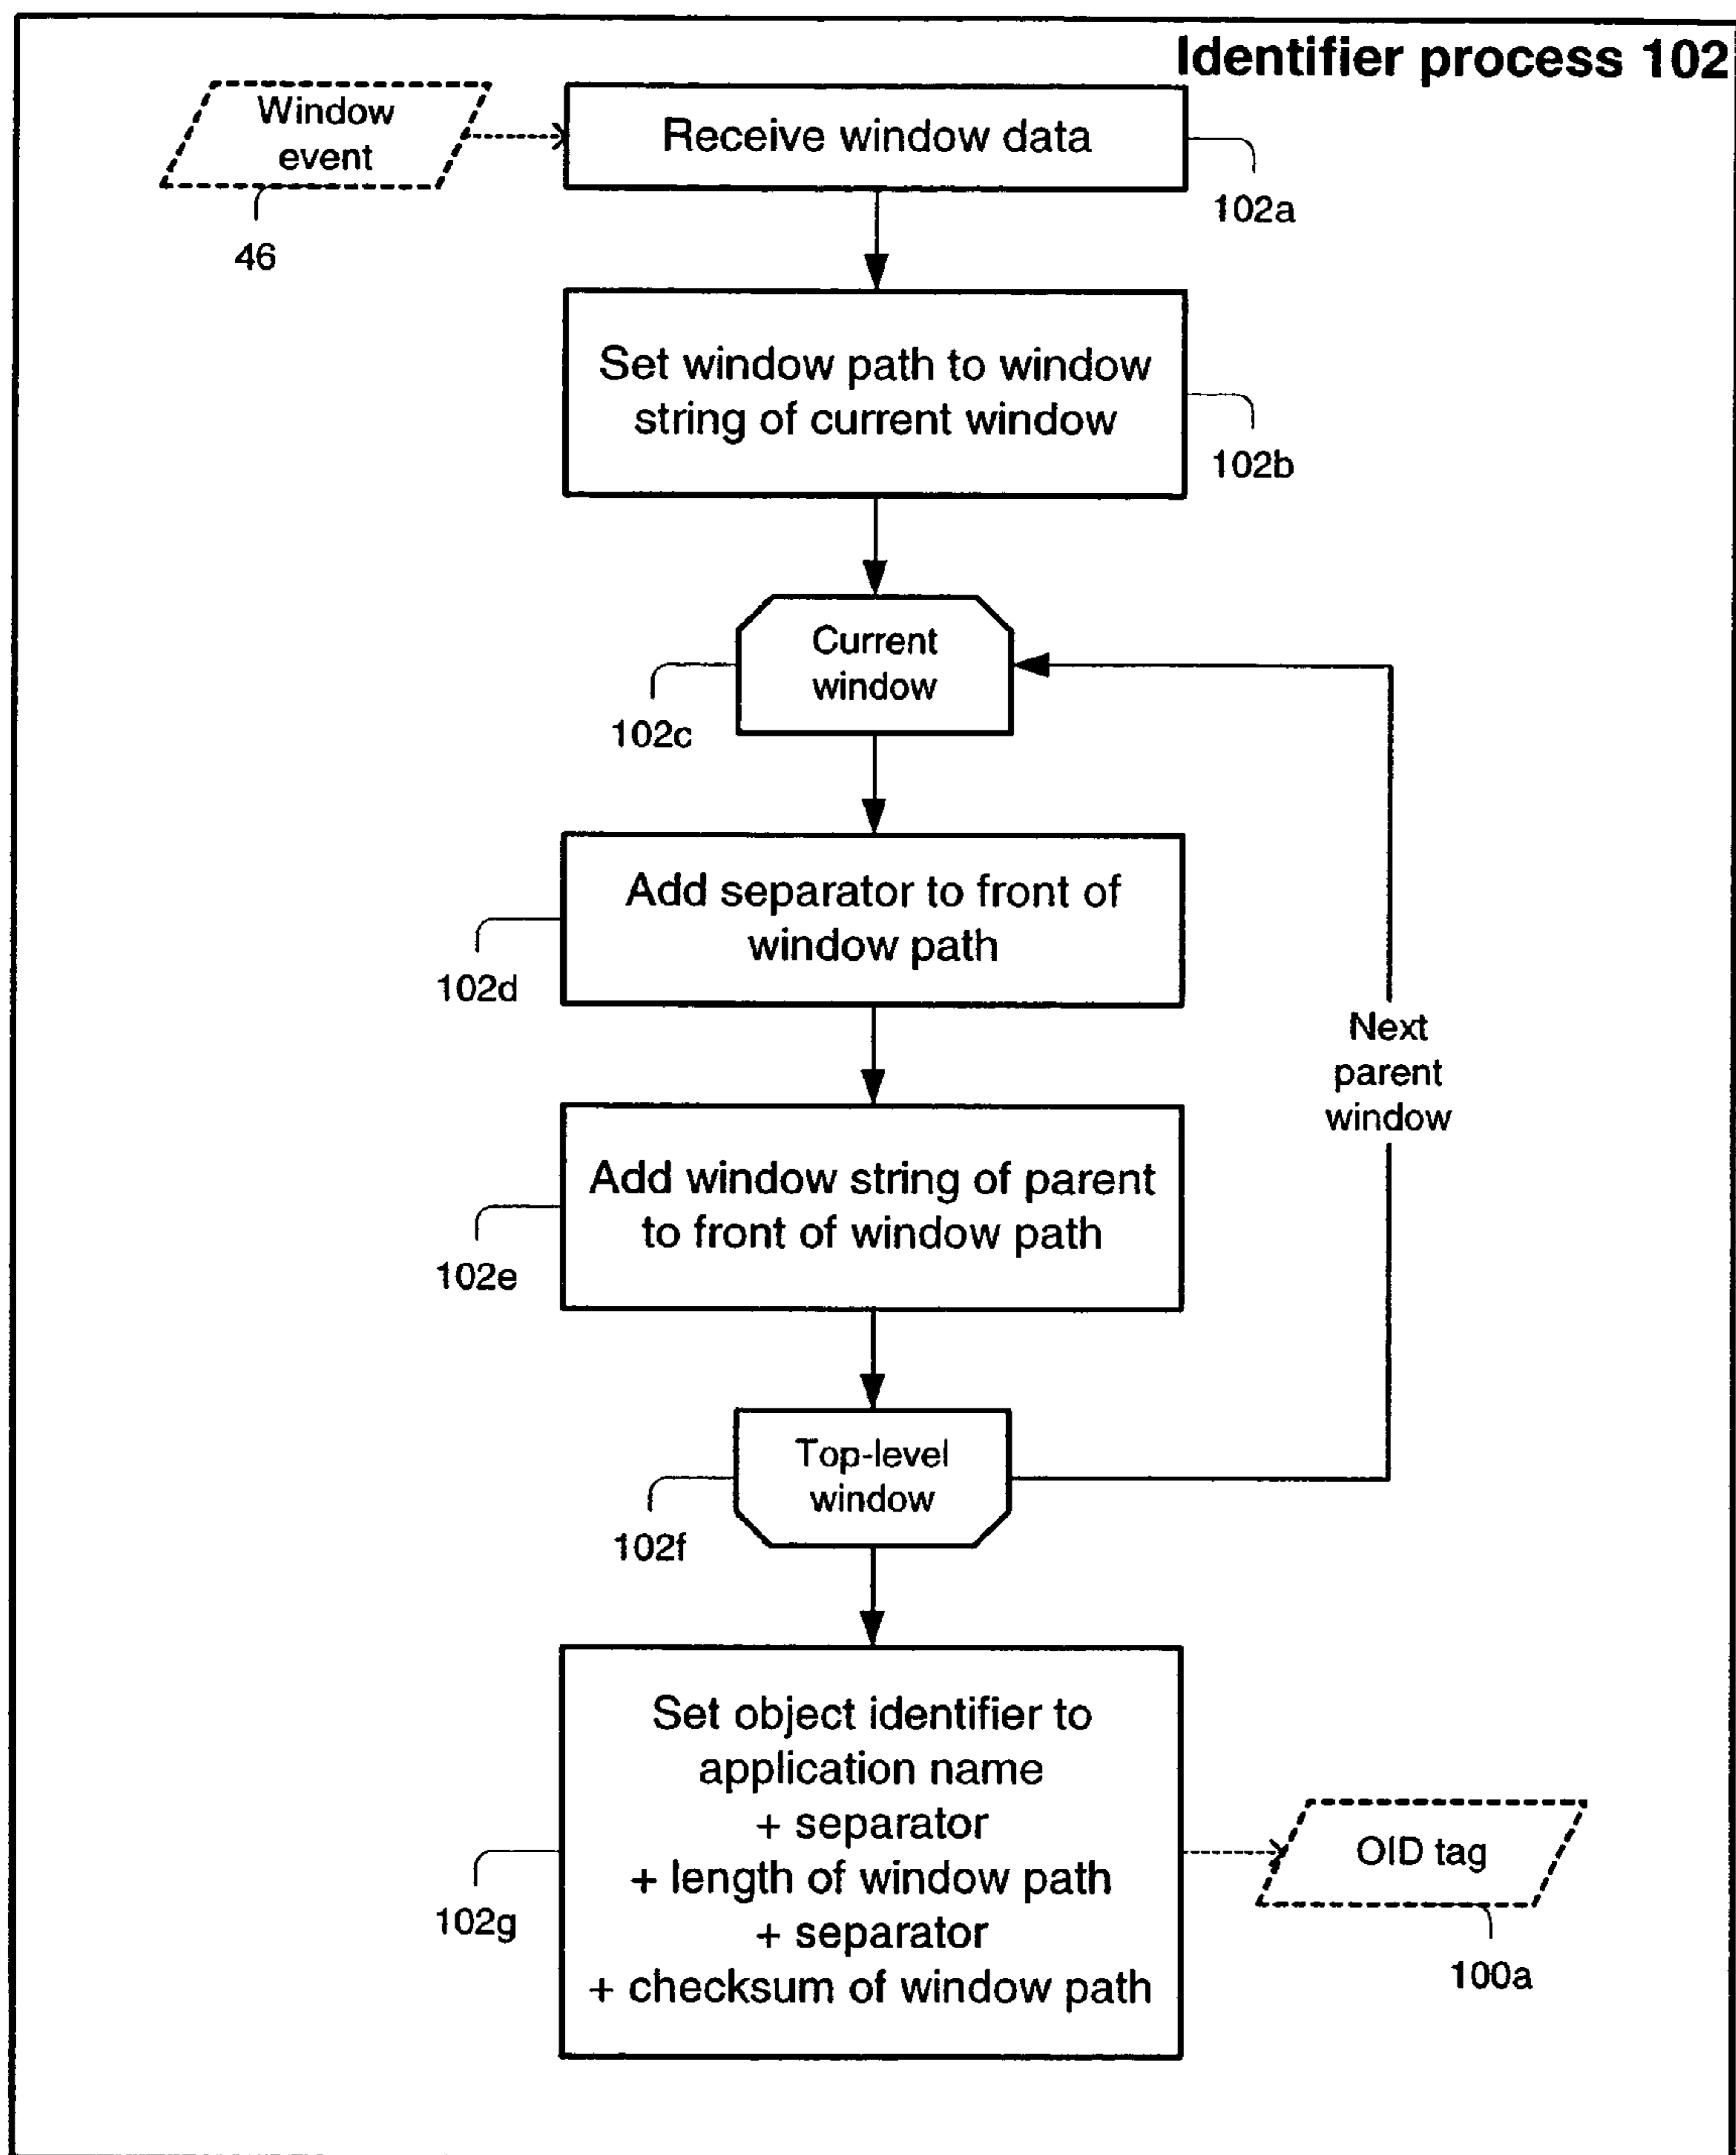 Identifier process 102
Window
event
46
Receive window data
102a
Set window path to window
string of current window
102b
Current
window
102c
Add separator to front of
window path
102d
Next
parent
window
Add window string of parent
to front of window path
102e
Top-level
window
102f
Set object identifier to
application name
+ separator
+ length of window path
+ separator
+ checksum of window path
102g
OID tag
100a